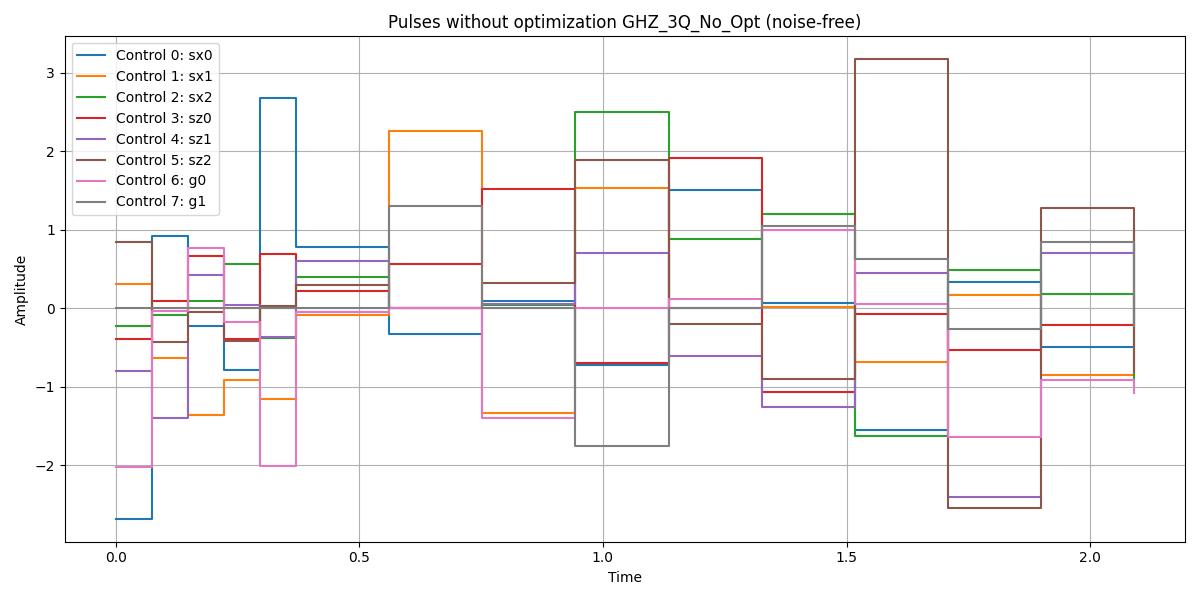 Pulses without optimization GHZ_3Q_No_Opt (noise-free)
Control 0: sx0
Control 1: sx1
Control 2: sx2
Control 3: sz0
Control 4: sz1
Control 5: sz2
Control 6: g0
Control 7: g1
3
2
1
0
−1
−2
Amplitude
0.0 0.5 1.0 1.5 2.0
Time